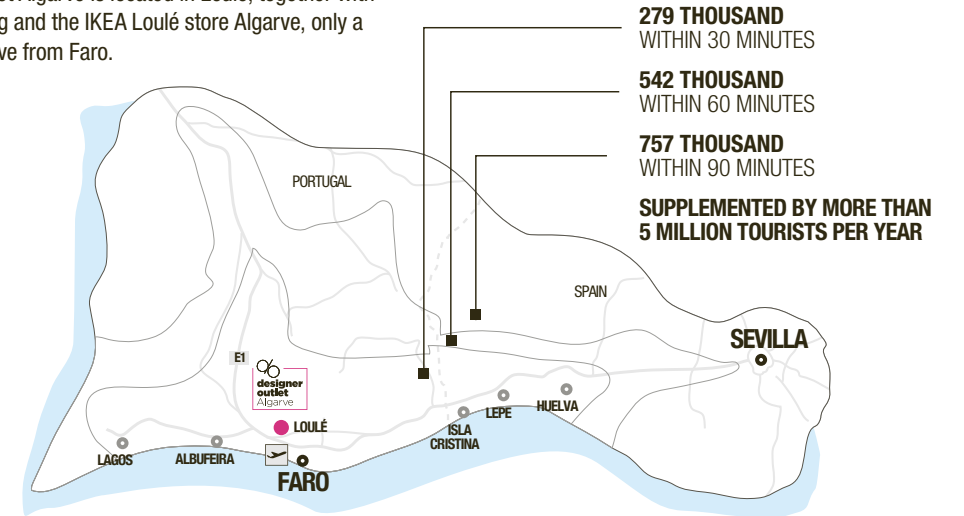 g and the IKEA Loulé store Algarve, only a
ve from Faro.
279 THOUSAND
WITHIN 30 MINUTES
542 THOUSAND
WITHIN 60 MINUTES
757 THOUSAND
WITHIN 90 MINUTES
SUPPLEMENTED BY MORE THAN
5 MILLION TOURISTS PER YEAR
PORTUGAL
SPAIN
SEVILLA
E1
designer
outlet
Algarve
LOULÉ
HUELVA
LEPE
ISLA
CRISTINA
LAGOS
ALBUFEIRA
FARO